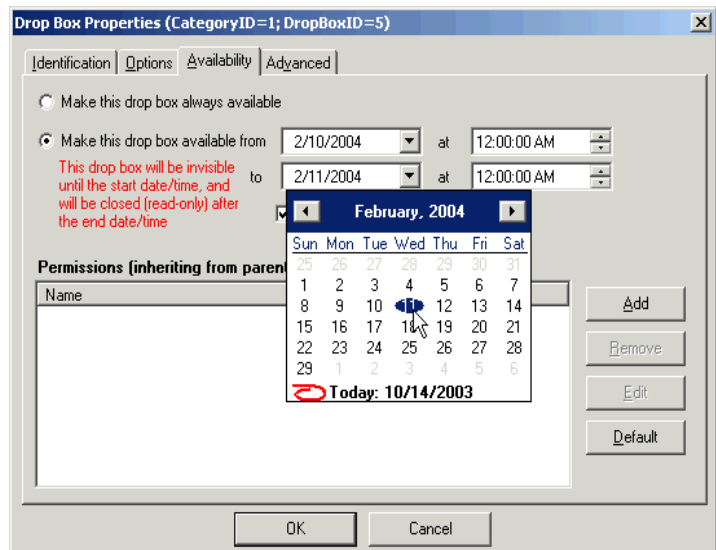 Drop Box Properties (CategoryID=1; DropBoxID=5)
Identification Options Availability Advanced
Make this drop box always available
Make this drop box available from 2/10/2004 at 12:00:00 AM
This drop box will be invisible
until the start date/time, and
will be closed (read-only) after
the end date/time
to 2/11/2004 at 12:00:00 AM
February, 2004
Sun Mon Tue Wed Thu Fri Sat
25 26 27 28 29 30 31
1 2 3 4 5 6 7
8 9 10 11 12 13 14
15 16 17 18 19 20 21
22 23 24 25 26 27 28
29 1 2 3 4 5 6
Today: 10/14/2003
Permissions (inheriting from
Name
Add
Remove
Edit
Default
OK Cancel